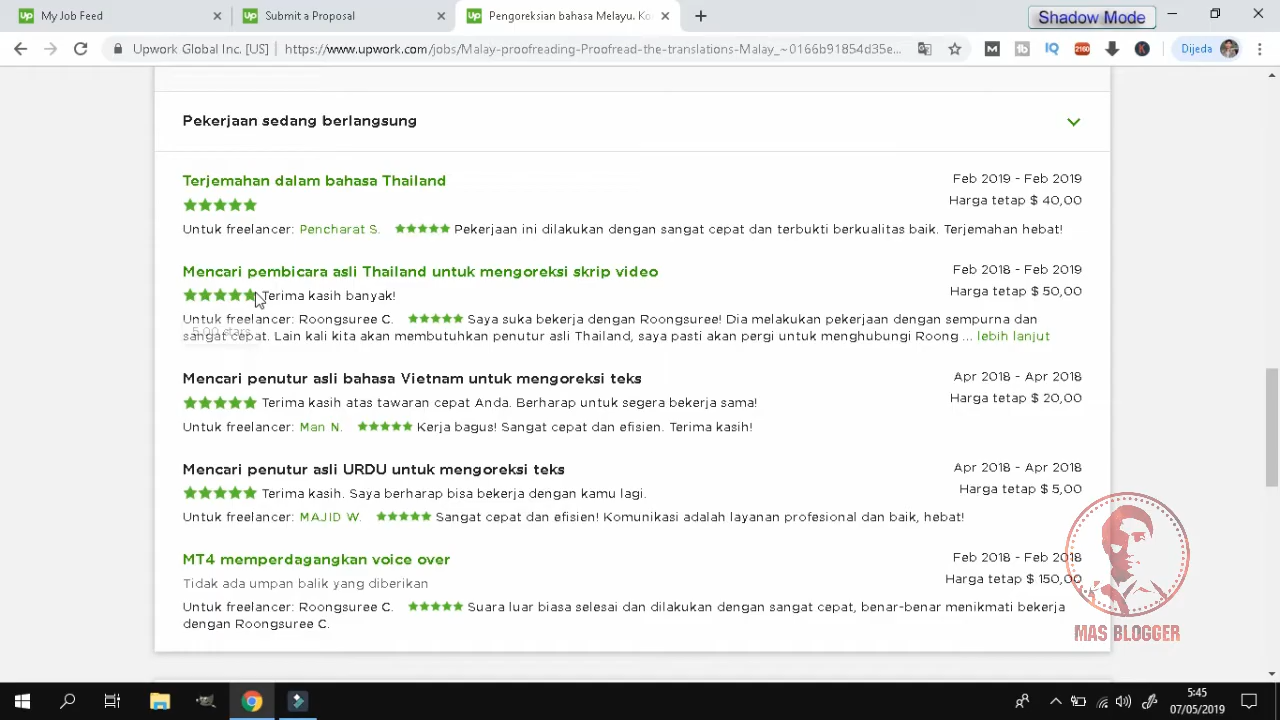 My Job Feed
Submit a Proposal
Pengoreksian bahasa Melayu. Ko
Shadow Mode
Upwork Global Inc. [US] | https://www.upwork.com/jobs/Malay-proofreading-Proofread-the-translations-Malay_~0166b91854d35e...
Dijeda
Pekerjaan sedang berlangsung
Terjemahan dalam bahasa Thailand
Feb 2019 - Feb 2019
Harga tetap $ 40,00
Untuk freelancer: Pencharat S. Pekerjaan ini dilakukan dengan sangat cepat dan terbukti berkualitas baik. Terjemahan hebat!
Mencari pembicara asli Thailand untuk mengoreksi skrip video
Feb 2018 - Feb 2019
Terima kasih banyak!
Harga tetap $ 50,00
Untuk freelancer: Roongsuree C. Saya suka bekerja dengan Roongsuree! Dia melakukan pekerjaan dengan sempurna dan
5.00 stars
sangat cepat. Lain kali kita akan membutuhkan penutur asli Thailand, saya pasti akan pergi untuk menghubungi Roong ... lebih lanjut
Mencari penutur asli bahasa Vietnam untuk mengoreksi teks
Apr 2018 - Apr 2018
Terima kasih atas tawaran cepat Anda. Berharap untuk segera bekerja sama!
Harga tetap $ 20,00
Untuk freelancer: Man N. Kerja bagus! Sangat cepat dan efisien. Terima kasih!
Mencari penutur asli URDU untuk mengoreksi teks
Apr 2018 - Apr 2018
Terima kasih. Saya berharap bisa bekerja dengan kamu lagi.
Harga tetap $ 5,00
Untuk freelancer: MAJID W. Sangat cepat dan efisien! Komunikasi adalah layanan profesional dan baik, hebat!
MT4 memperdagangkan voice over
Feb 2018 - Feb 2018
Tidak ada umpan balik yang diberikan
Harga tetap $ 150,00
Untuk freelancer: Roongsuree C. Suara luar biasa selesai dan dilakukan dengan sangat cepat, benar-benar menikmati bekerja
dengan Roongsuree C.
MAS BLOGGER
5:45
07/05/2019